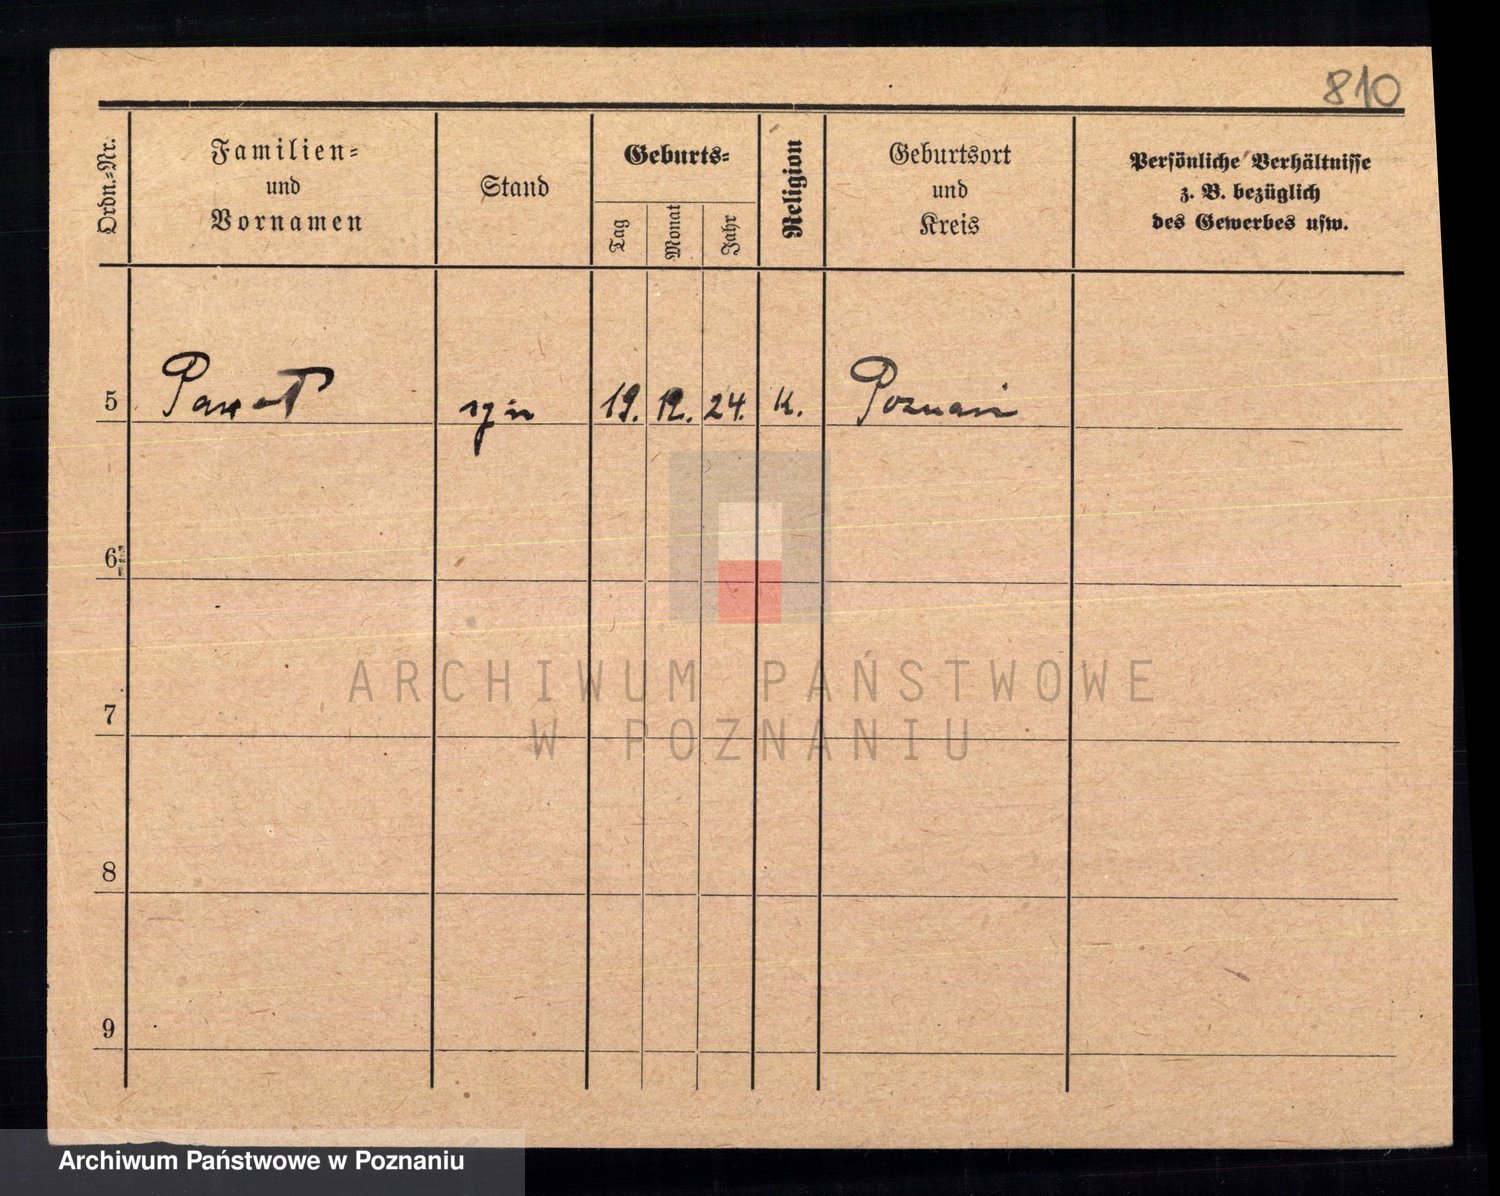 810
Ordn.-Nr.
Familien-
und
Vornamen
Stand
Geburts-
Tag
Monat
Jahr
Religion
Geburtsort
und
Kreis
Persönliche Verhältnisse
z. B. bezüglich
des Gewerbes usw.
5 syn 19. 12. 24. K. Poznań
6
7
8
9
ARCHIWUM PAŃSTWOWE
W POZNANIU
Archiwum Państwowe w Poznaniu